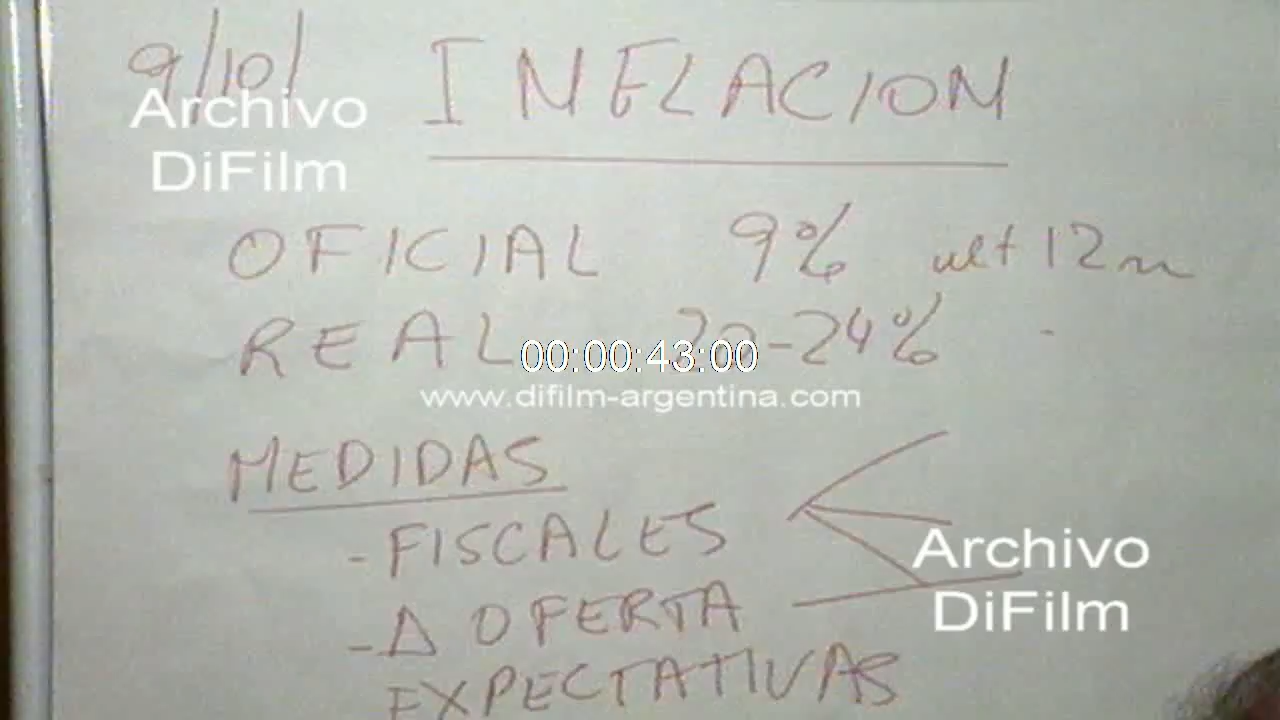 9/10/ INFLACION
Archivo
DiFilm
OFICIAL 9% ult 12m
REAL 20-24%
00:00:43:00
www.difilm-argentina.com
MEDIDAS
- FISCALES
Archivo
- Δ OFERTA
DiFilm
EXPECTATIVAS